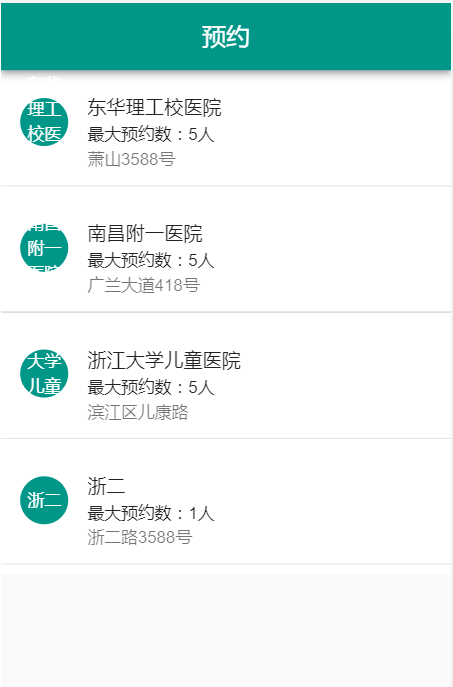 预约
理工
校医
东华理工校医院
最大预约数：5人
萧山3588号
附一
南昌附一医院
最大预约数：5人
广兰大道418号
大学
儿童
浙江大学儿童医院
最大预约数：5人
滨江区儿康路
浙二
浙二
最大预约数：1人
浙二路3588号